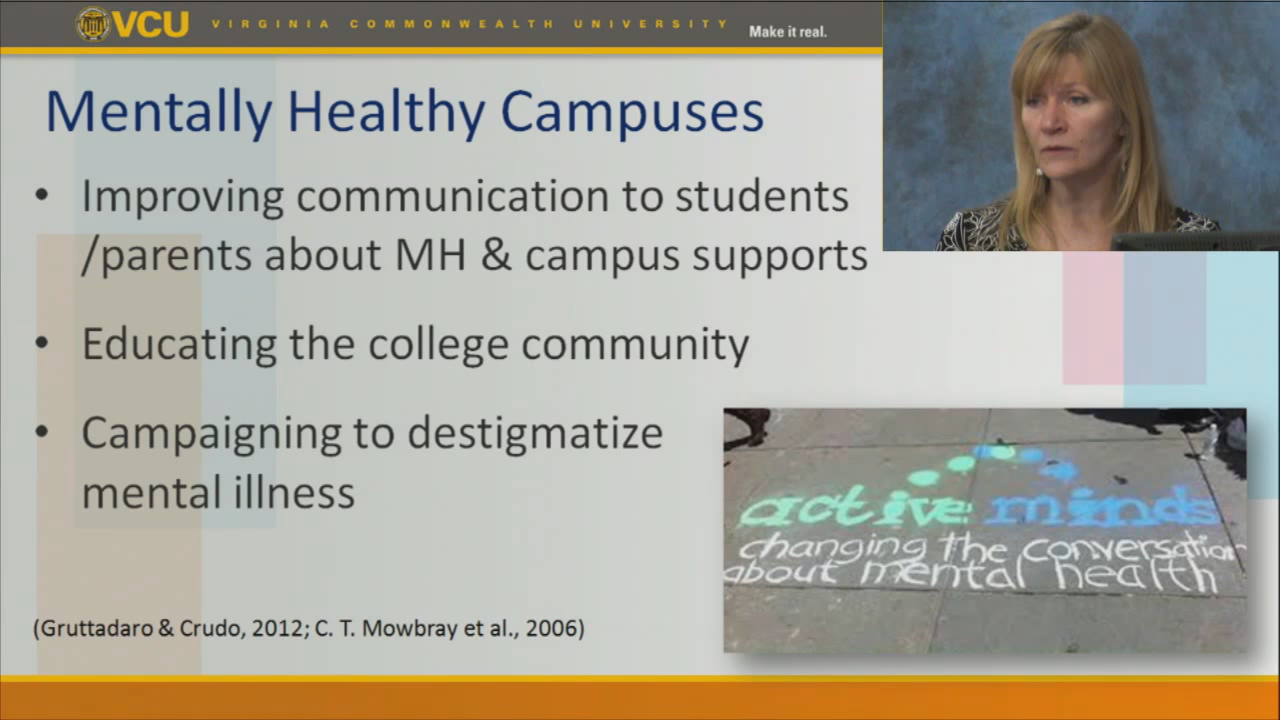 VCU VIRGINIA COMMONWEALTH UNIVERSITY Make it real.
Mentally Healthy Campuses
• Improving communication to students
/parents about MH & campus supports
• Educating the college community
• Campaigning to destigmatize
mental illness
active minds
changing the conversation
about mental health
(Gruttadaro & Crudo, 2012; C. T. Mowbray et al., 2006)